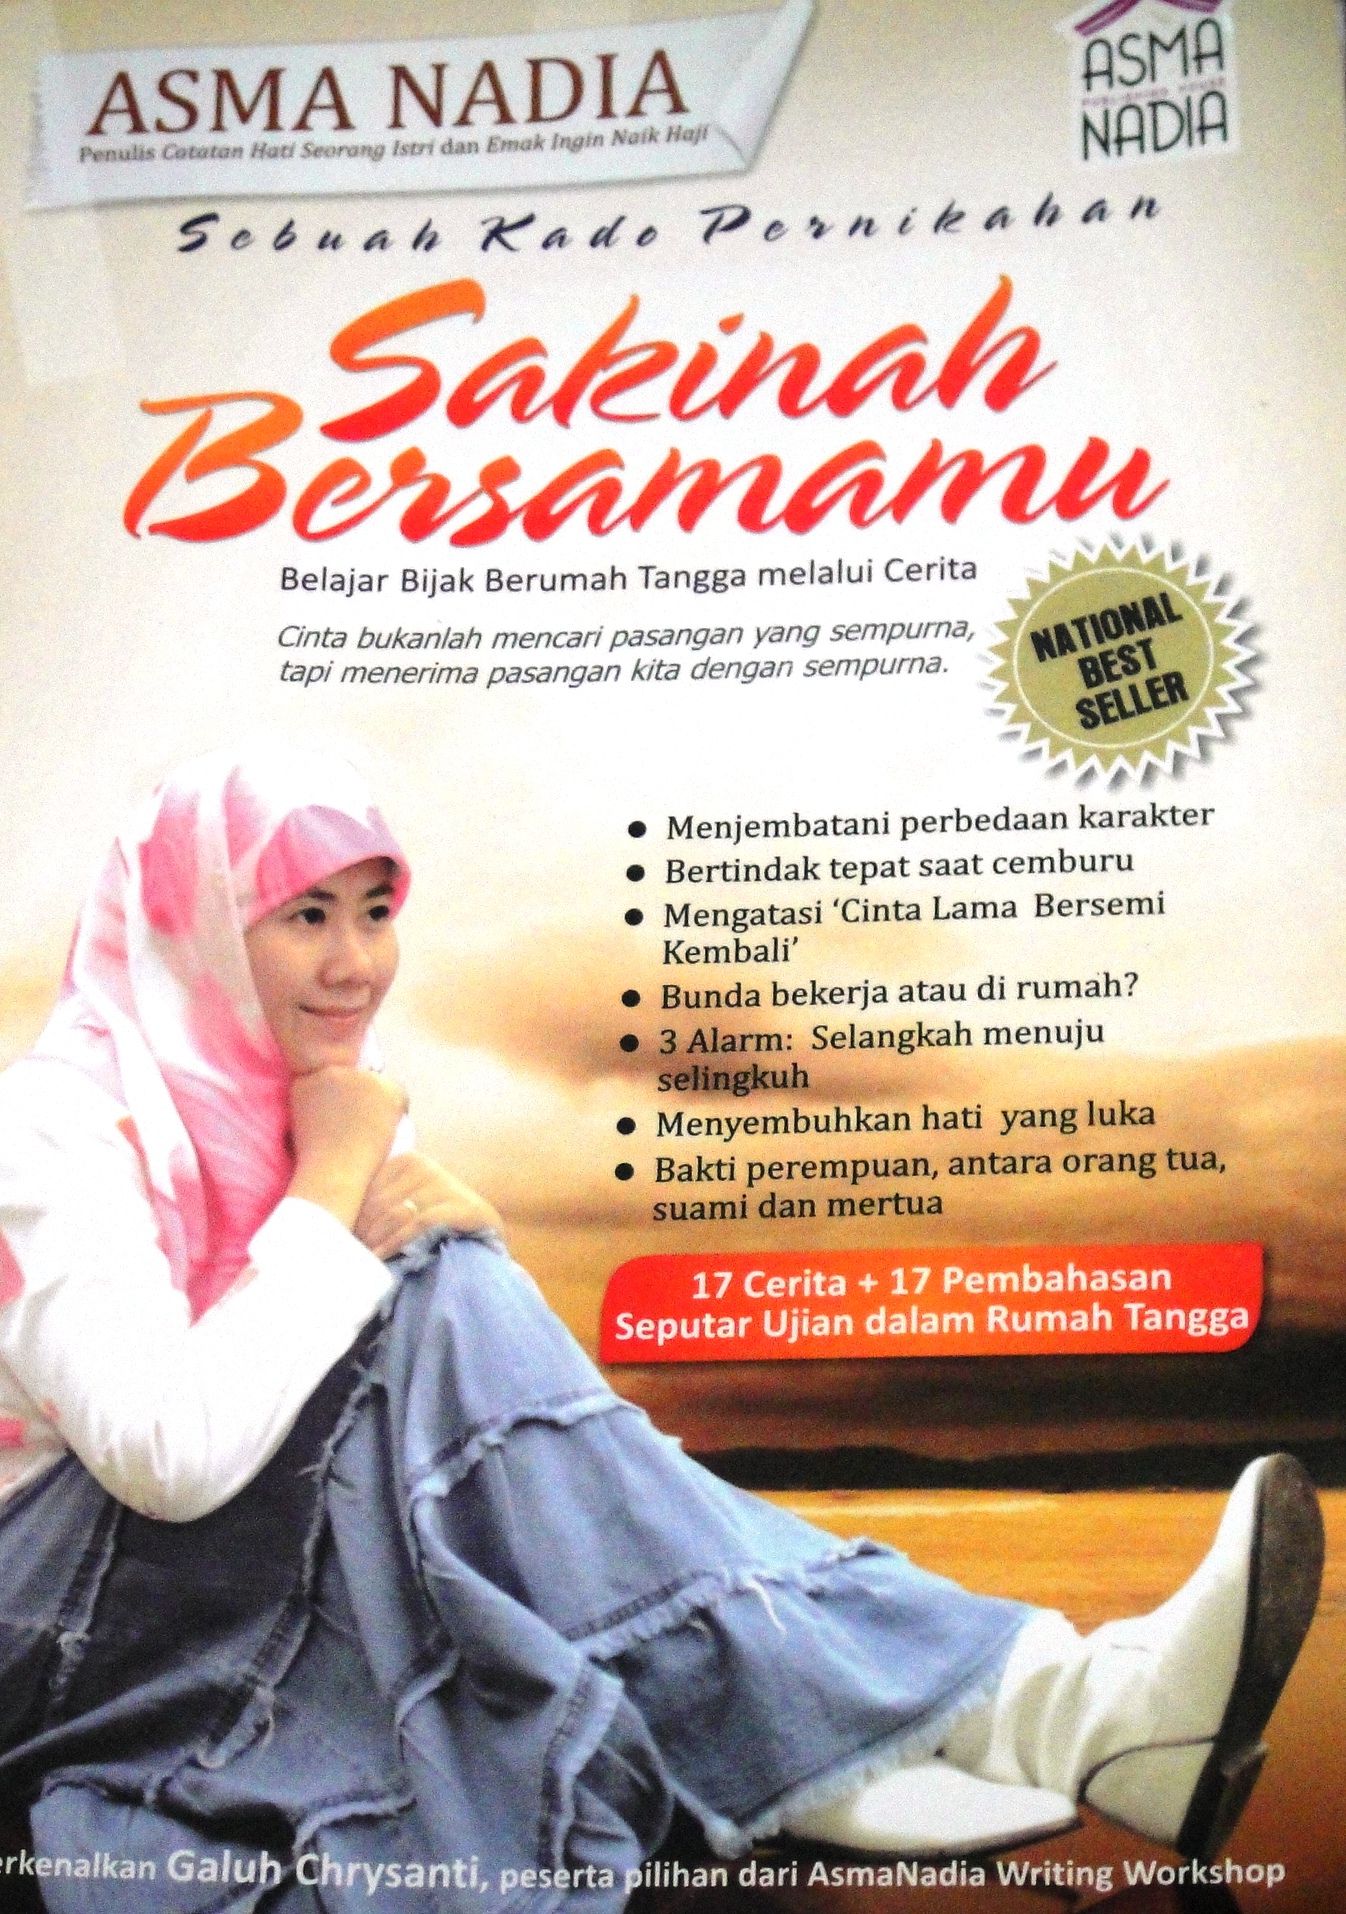 ASMA NADIA
Penulis Catatan Hati Seorang Istri dan Emak Ingin Naik Haji
ASMA
PUBLISHING HOUSE
NADIA
Sebuah Kado Pernikahan
Sakinah
Bersamamu
Belajar Bijak Berumah Tangga melalui Cerita
Cinta bukanlah mencari pasangan yang sempurna,
tapi menerima pasangan kita dengan sempurna.
NATIONAL
BEST
SELLER
• Menjembatani perbedaan karakter
• Bertindak tepat saat cemburu
• Mengatasi ‘Cinta Lama Bersemi
Kembali’
• Bunda bekerja atau di rumah?
• 3 Alarm: Selangkah menuju
selingkuh
• Menyembuhkan hati yang luka
• Bakti perempuan, antara orang tua,
suami dan mertua
17 Cerita + 17 Pembahasan
Seputar Ujian dalam Rumah Tangga
erkenalkan Galuh Chrysanti, peserta pilihan dari AsmaNadia Writing Workshop